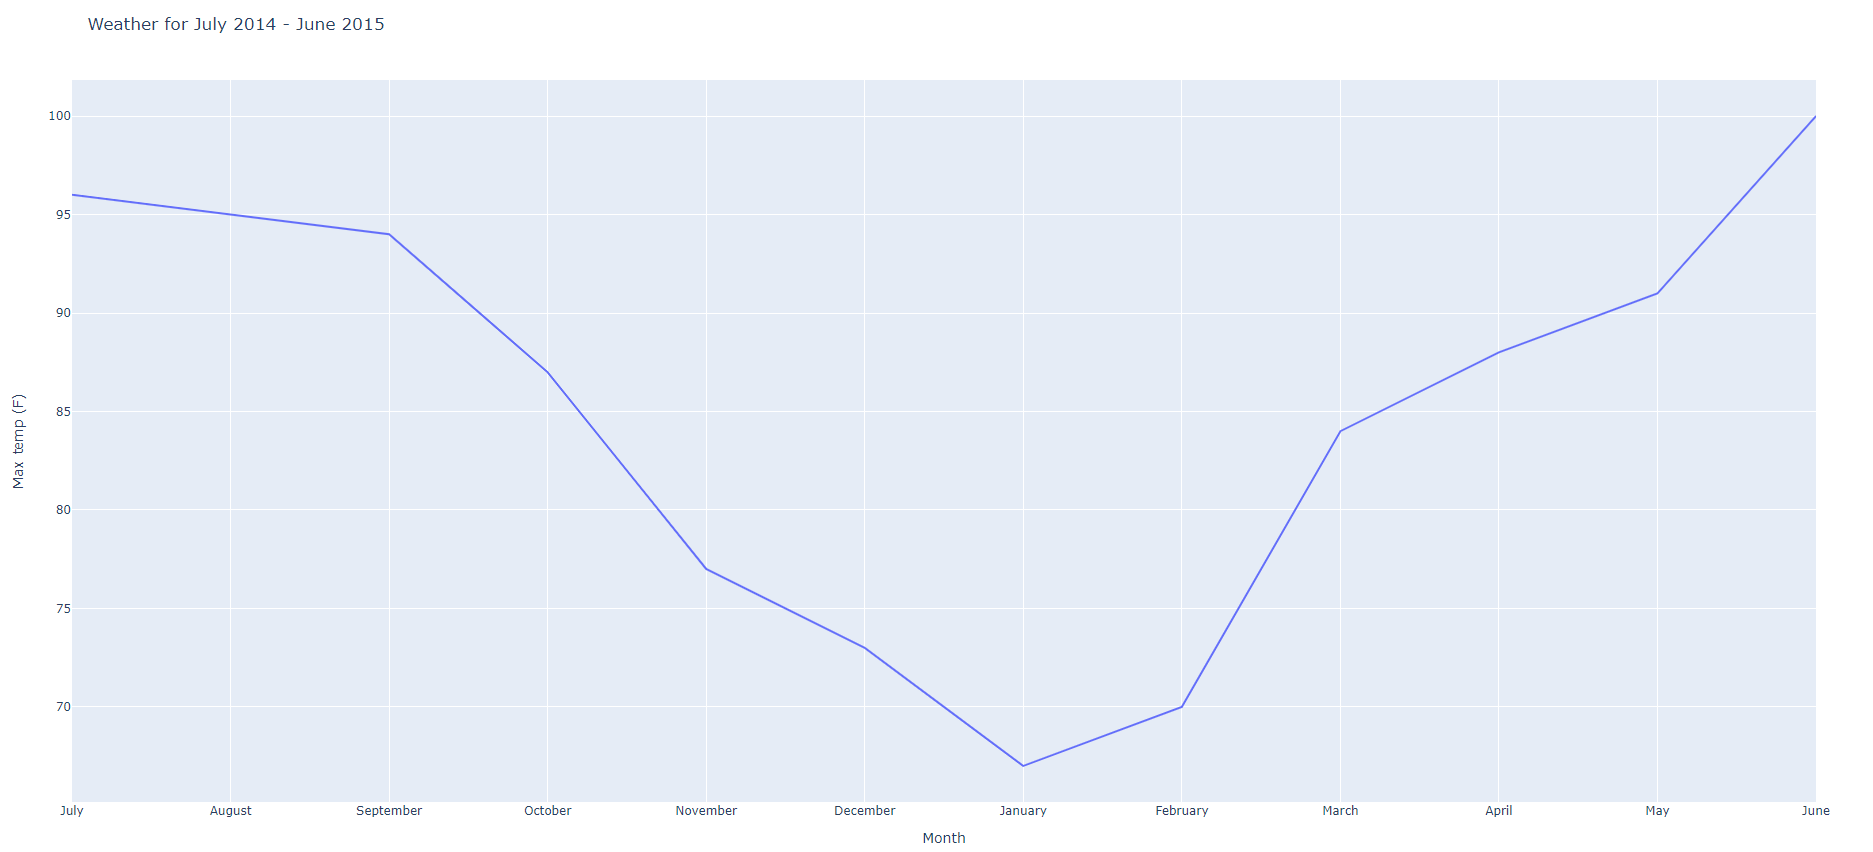 Weather for July 2014 - June 2015
100
95
90
85
80
75
70
Max temp (F)
July August September October November December January February March April May June
Month